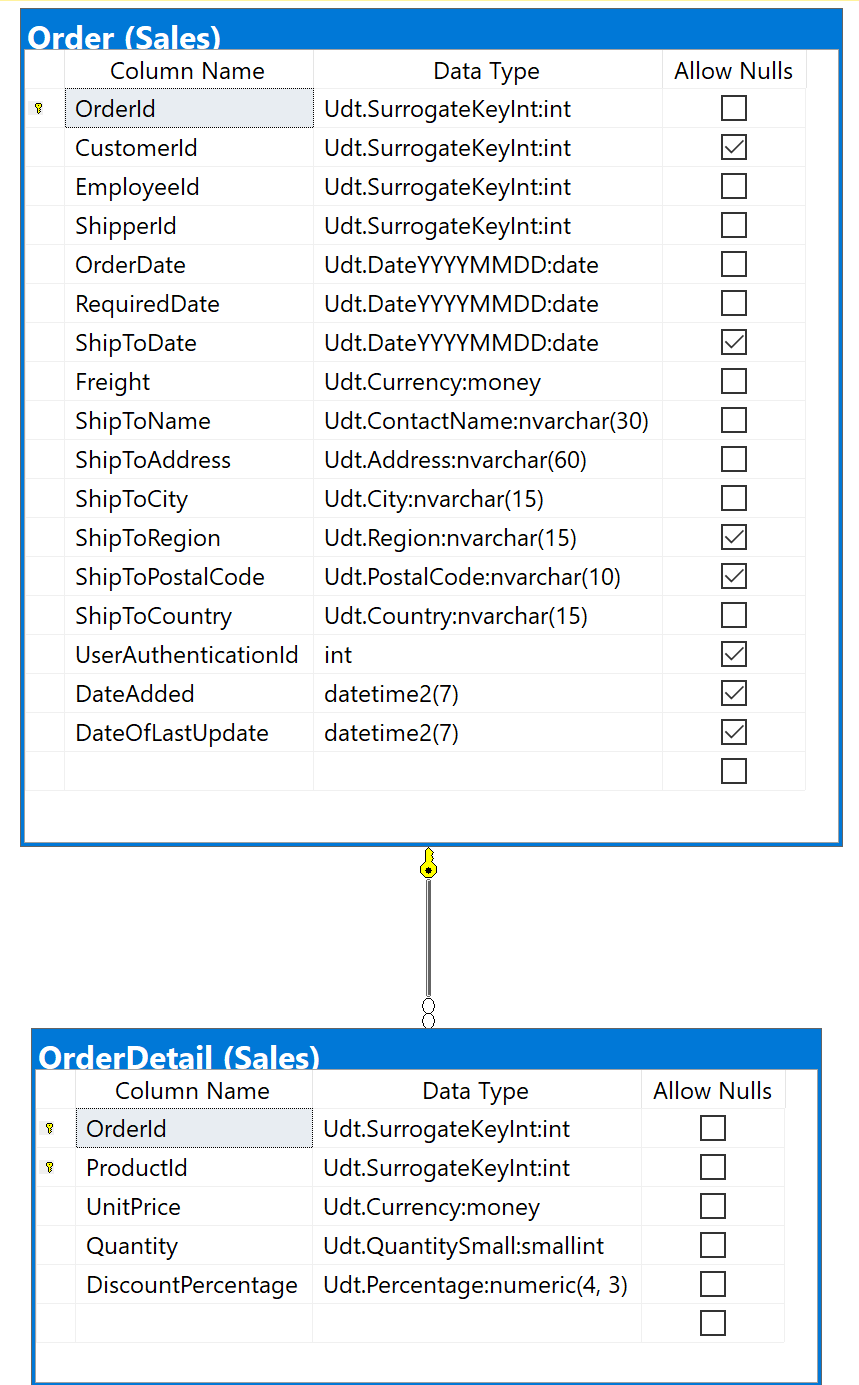 Order (Sales)
Column Name Data Type Allow Nulls
OrderId Udt.SurrogateKeyInt:int
CustomerId Udt.SurrogateKeyInt:int
EmployeeId Udt.SurrogateKeyInt:int
ShipperId Udt.SurrogateKeyInt:int
OrderDate Udt.DateYYYYMMDD:date
RequiredDate Udt.DateYYYYMMDD:date
ShipToDate Udt.DateYYYYMMDD:date
Freight Udt.Currency:money
ShipToName Udt.ContactName:nvarchar(30)
ShipToAddress Udt.Address:nvarchar(60)
ShipToCity Udt.City:nvarchar(15)
ShipToRegion Udt.Region:nvarchar(15)
ShipToPostalCode Udt.PostalCode:nvarchar(10)
ShipToCountry Udt.Country:nvarchar(15)
UserAuthenticationId int
DateAdded datetime2(7)
DateOfLastUpdate datetime2(7)
OrderDetail (Sales)
Column Name Data Type Allow Nulls
OrderId Udt.SurrogateKeyInt:int
ProductId Udt.SurrogateKeyInt:int
UnitPrice Udt.Currency:money
Quantity Udt.QuantitySmall:smallint
DiscountPercentage Udt.Percentage:numeric(4, 3)